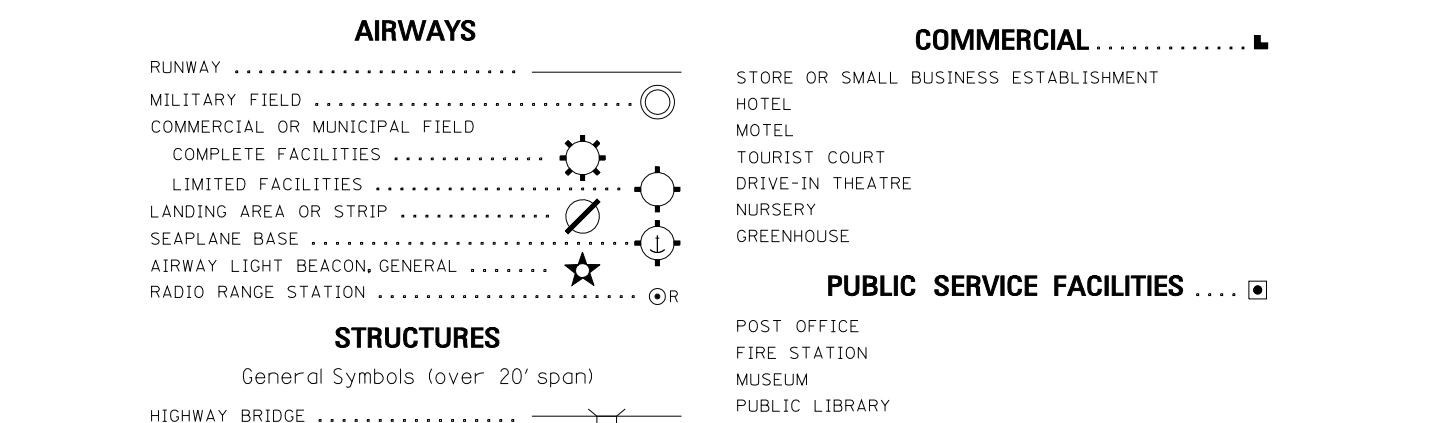 AIRWAYS
RUNWAY
MILITARY FIELD
COMMERCIAL OR MUNICIPAL FIELD
COMPLETE FACILITIES
LIMITED FACILITIES
LANDING AREA OR STRIP
SEAPLANE BASE
AIRWAY LIGHT BEACON, GENERAL
RADIO RANGE STATION R
STRUCTURES
General Symbols (over 20' span)
HIGHWAY BRIDGE
COMMERCIAL
STORE OR SMALL BUSINESS ESTABLISHMENT
HOTEL
MOTEL
TOURIST COURT
DRIVE-IN THEATRE
NURSERY
GREENHOUSE
PUBLIC SERVICE FACILITIES
POST OFFICE
FIRE STATION
MUSEUM
PUBLIC LIBRARY